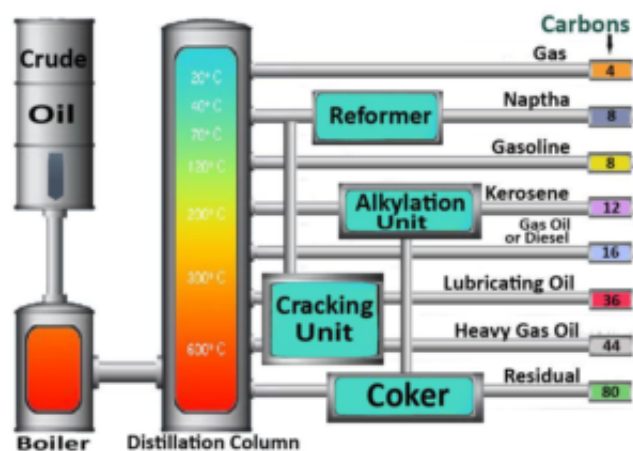 Crude
Oil
Boiler
Distillation Column
20° C
40° C
70° C
120° C
200° C
300° C
600° C
Reformer
Alkylation
Unit
Cracking
Unit
Coker
Carbons
Gas
4
Naptha
8
Gasoline
8
Kerosene
12
Gas Oil
or Diesel
16
Lubricating Oil
36
Heavy Gas Oil
44
Residual
80